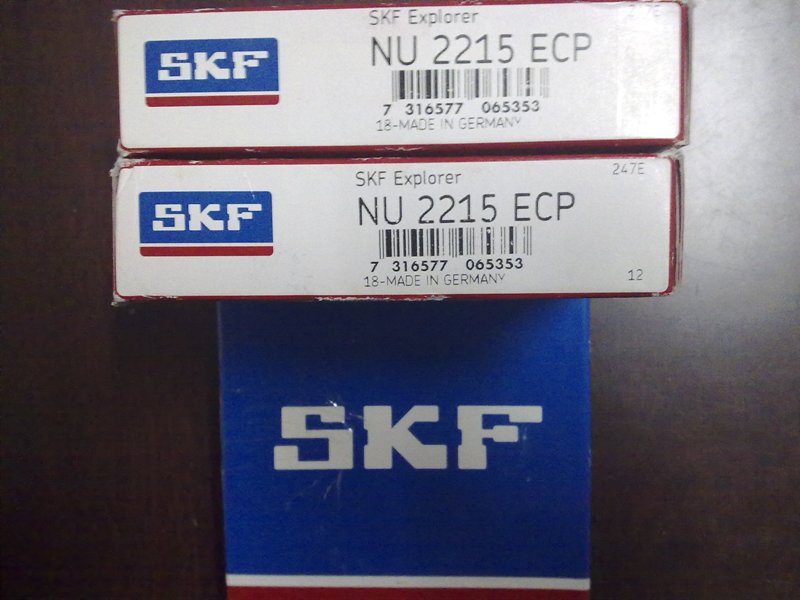 SKF
SKF Explorer
247E
NU 2215 ECP
7 316577 065353
18-MADE IN GERMANY
SKF
SKF Explorer
247E
NU 2215 ECP
7 316577 065353
18-MADE IN GERMANY
12
SKF